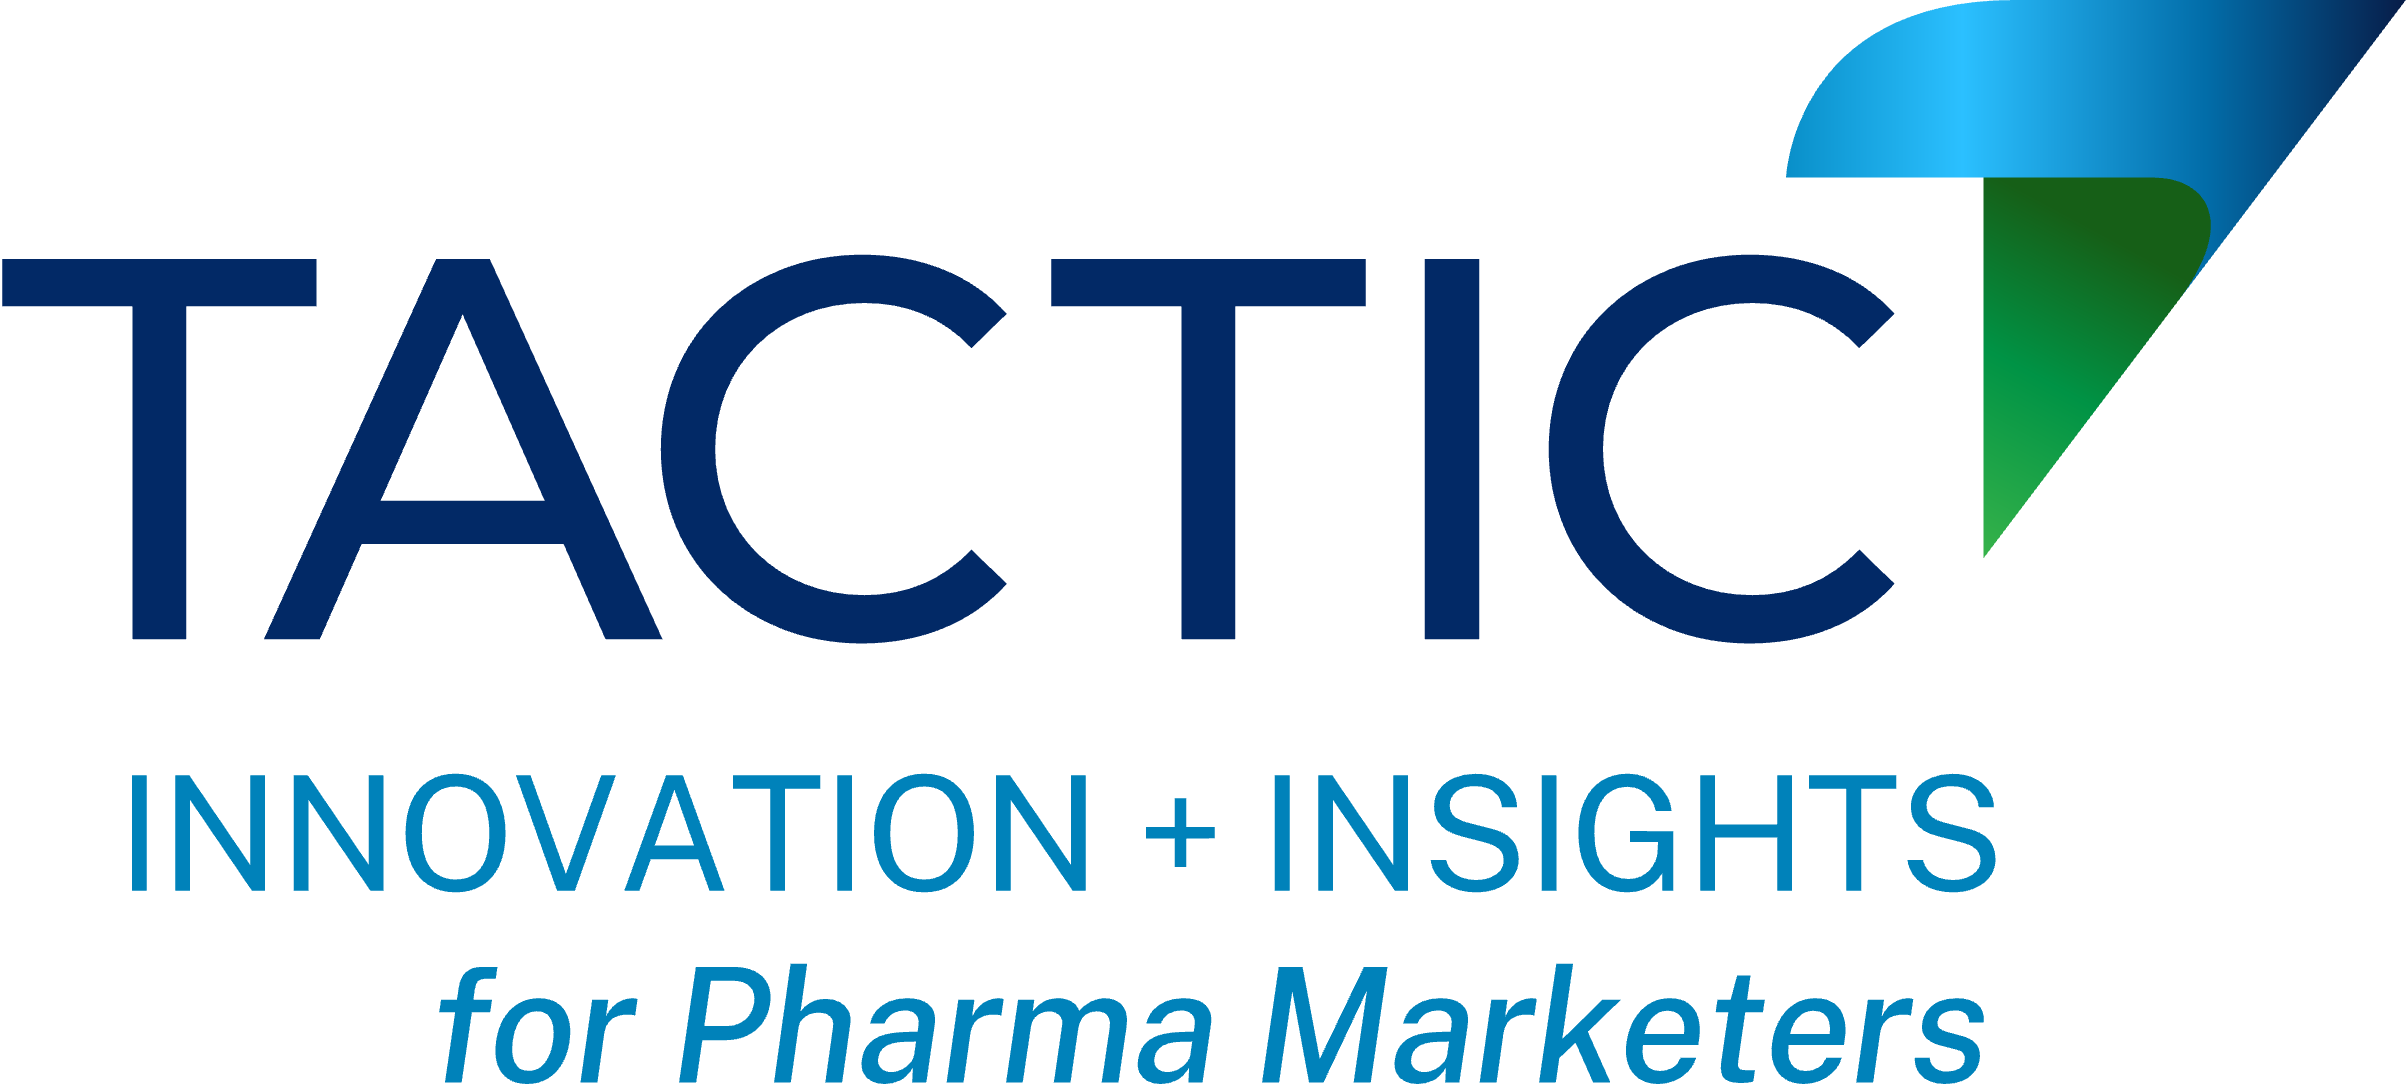 TACTIC
INNOVATION + INSIGHTS
for Pharma Marketers